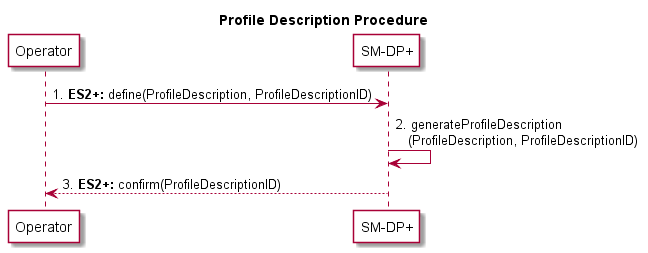 Profile Description Procedure
Operator
SM-DP+
1. ES2+: define(ProfileDescription, ProfileDescriptionID)
2. generateProfileDescription
(ProfileDescription, ProfileDescriptionID)
3. ES2+: confirm(ProfileDescriptionID)
Operator
SM-DP+